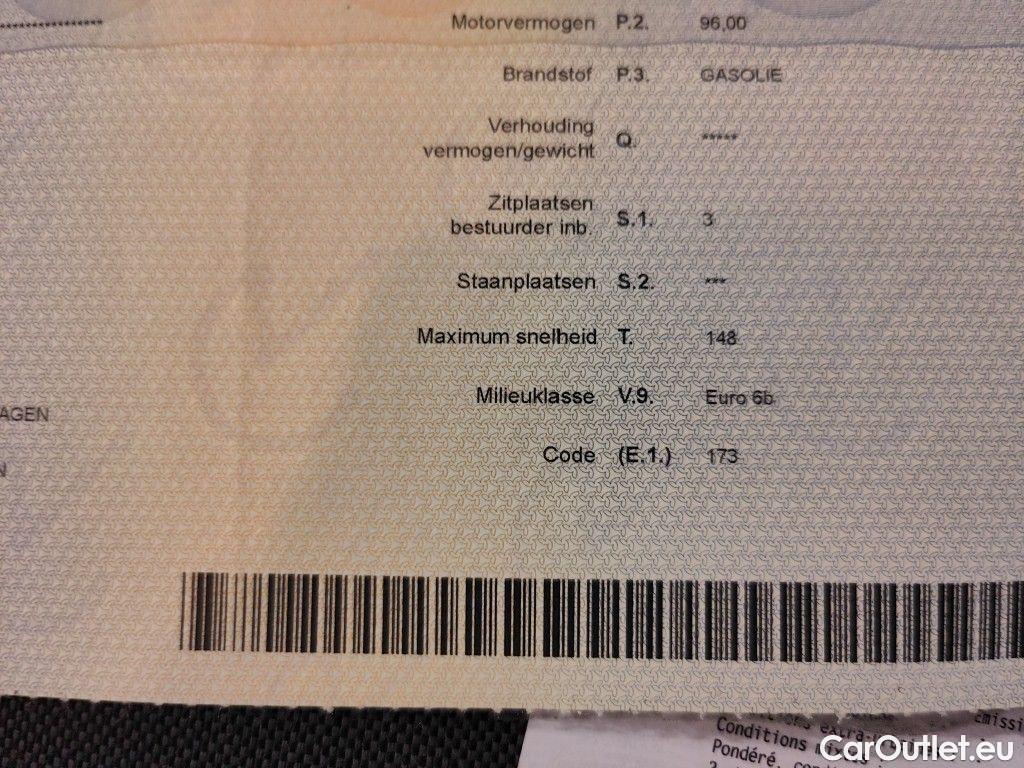 Motorvermogen P.2. 96,00
Brandstof P.3. GASOLIE
Verhouding
vermogen/gewicht Q. *****
Zitplaatsen
bestuurder inb. S.1. 3
Staanplaatsen S.2. ***
Maximum snelheid T. 148
Milieuklasse V.9. Euro 6b
AGEN
Code (E.1.) 173
N
Conditions
Pondéré,
CarOutlet.eu